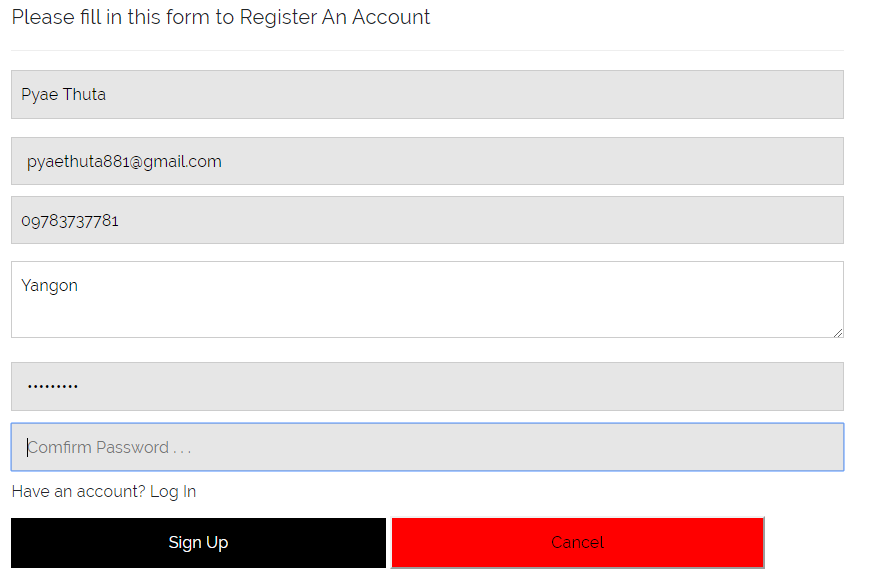 Please fill in this form to Register An Account
Pyae Thuta
pyaethuta881@gmail.com
09783737781
Yangon
•••••••••
Comfirm Password . . .
Have an account? Log In
Sign Up
Cancel